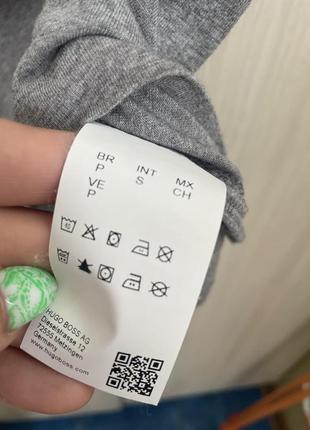 BR INT MX
P S CH
VE
P
HUGO BOSS AG
Dieselstrasse 12
72555 Metzingen
Germany
www.hugoboss.com